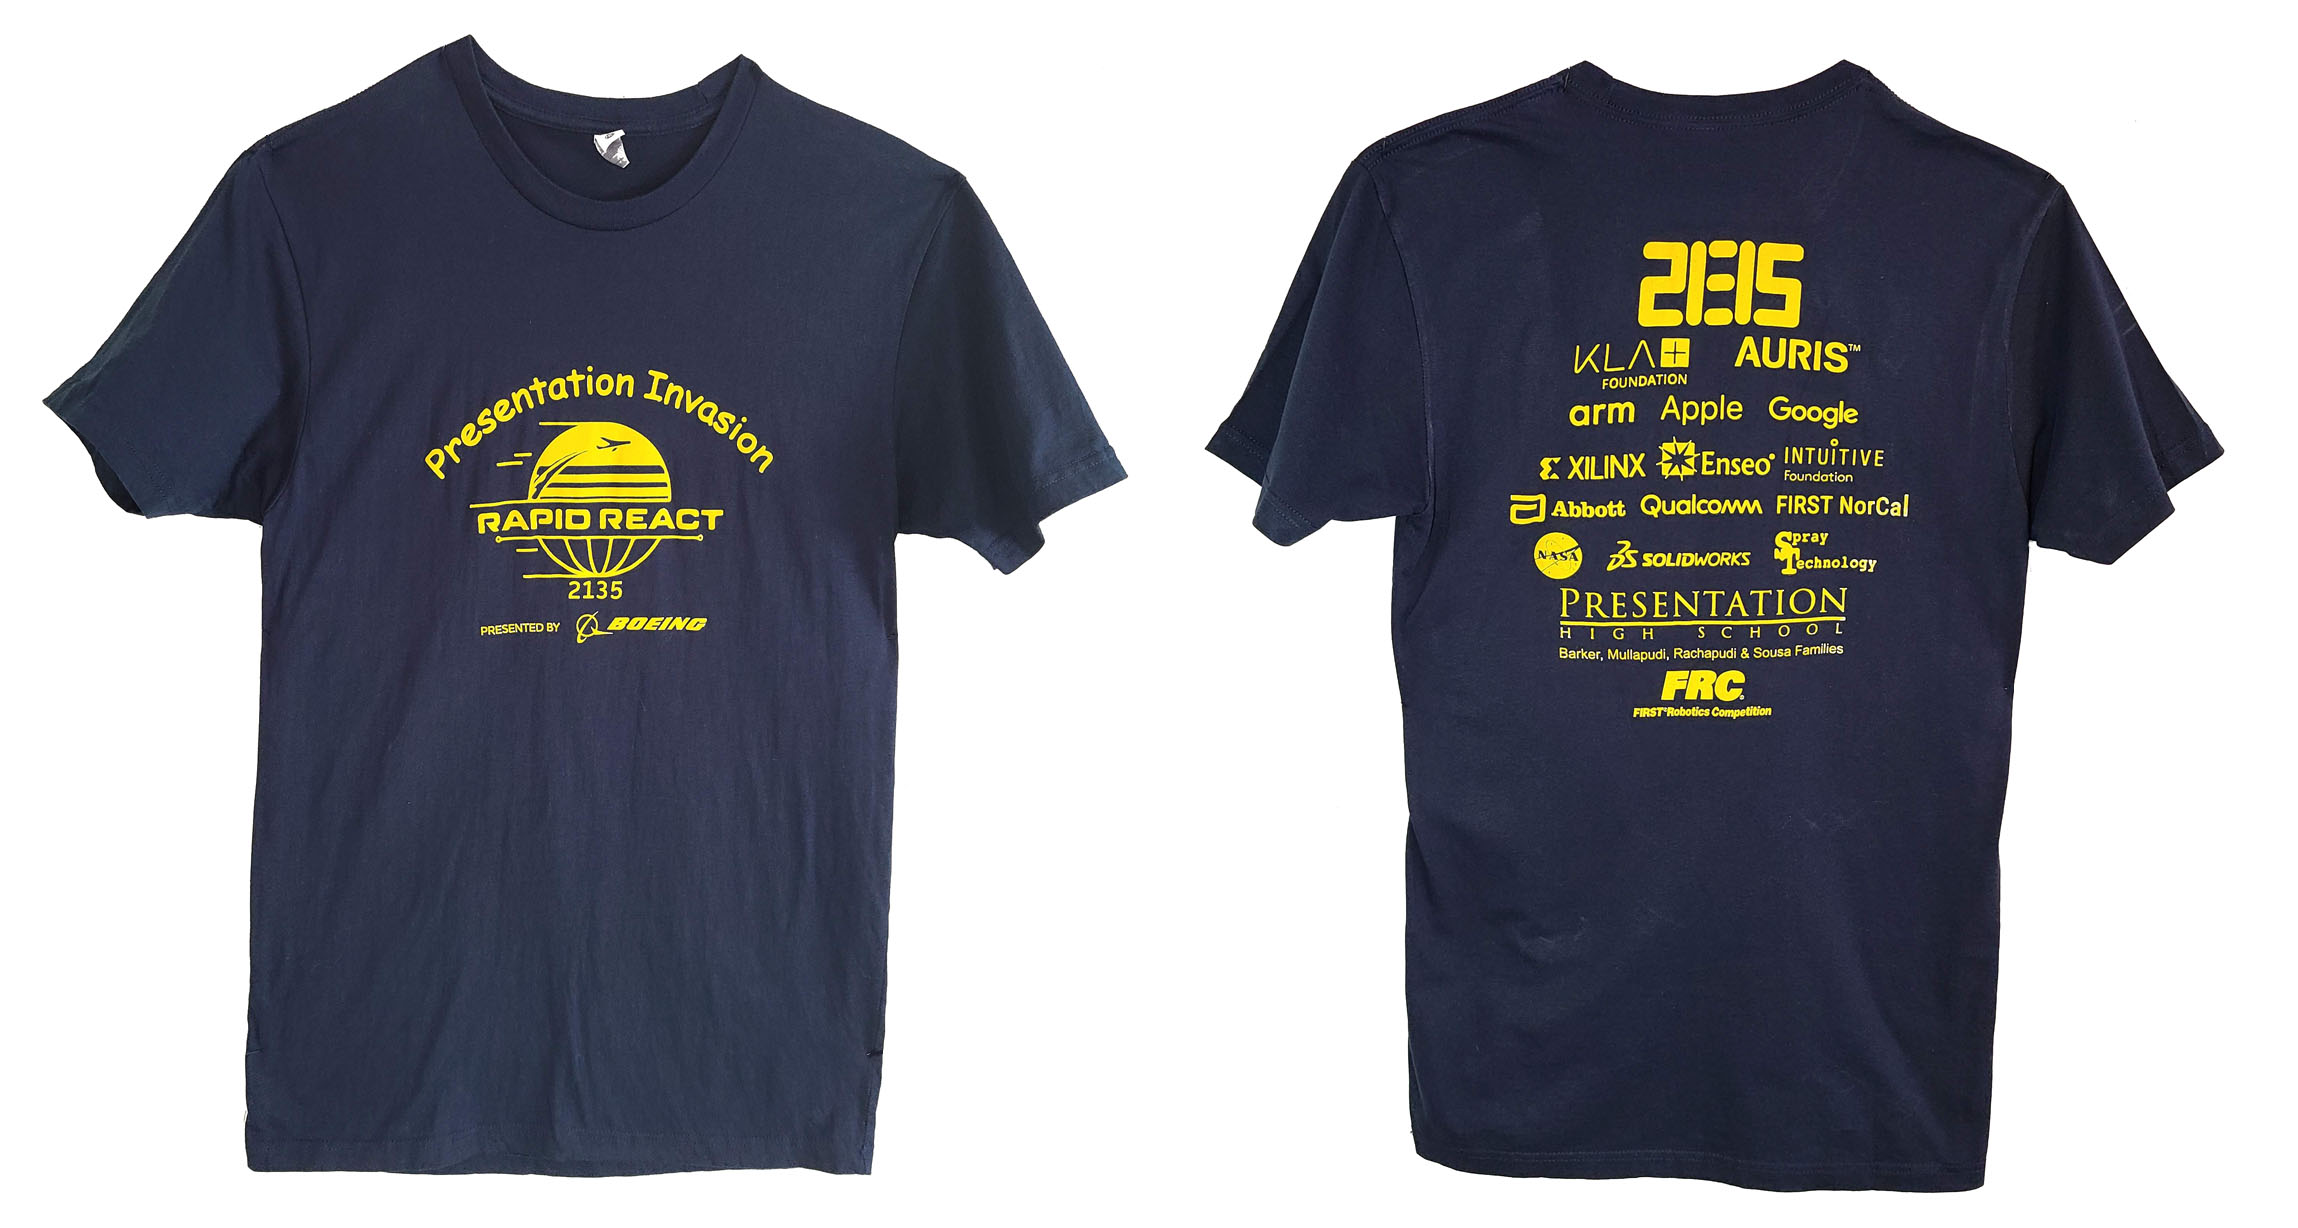 Presentation Invasion
RAPID REACT
2135
PRESENTED BY BOEING
2135
KLA+ AURIS™
FOUNDATION
arm Apple Google
XILINX Enseo INTUITIVE
Foundation
Abbott Qualcomm FIRST NorCal
NASA SOLIDWORKS Spray
Technology
PRESENTATION
HIGH SCHOOL
Barker, Mullapudi, Rachapudi & Sousa Families
FRC
FIRST® Robotics Competition